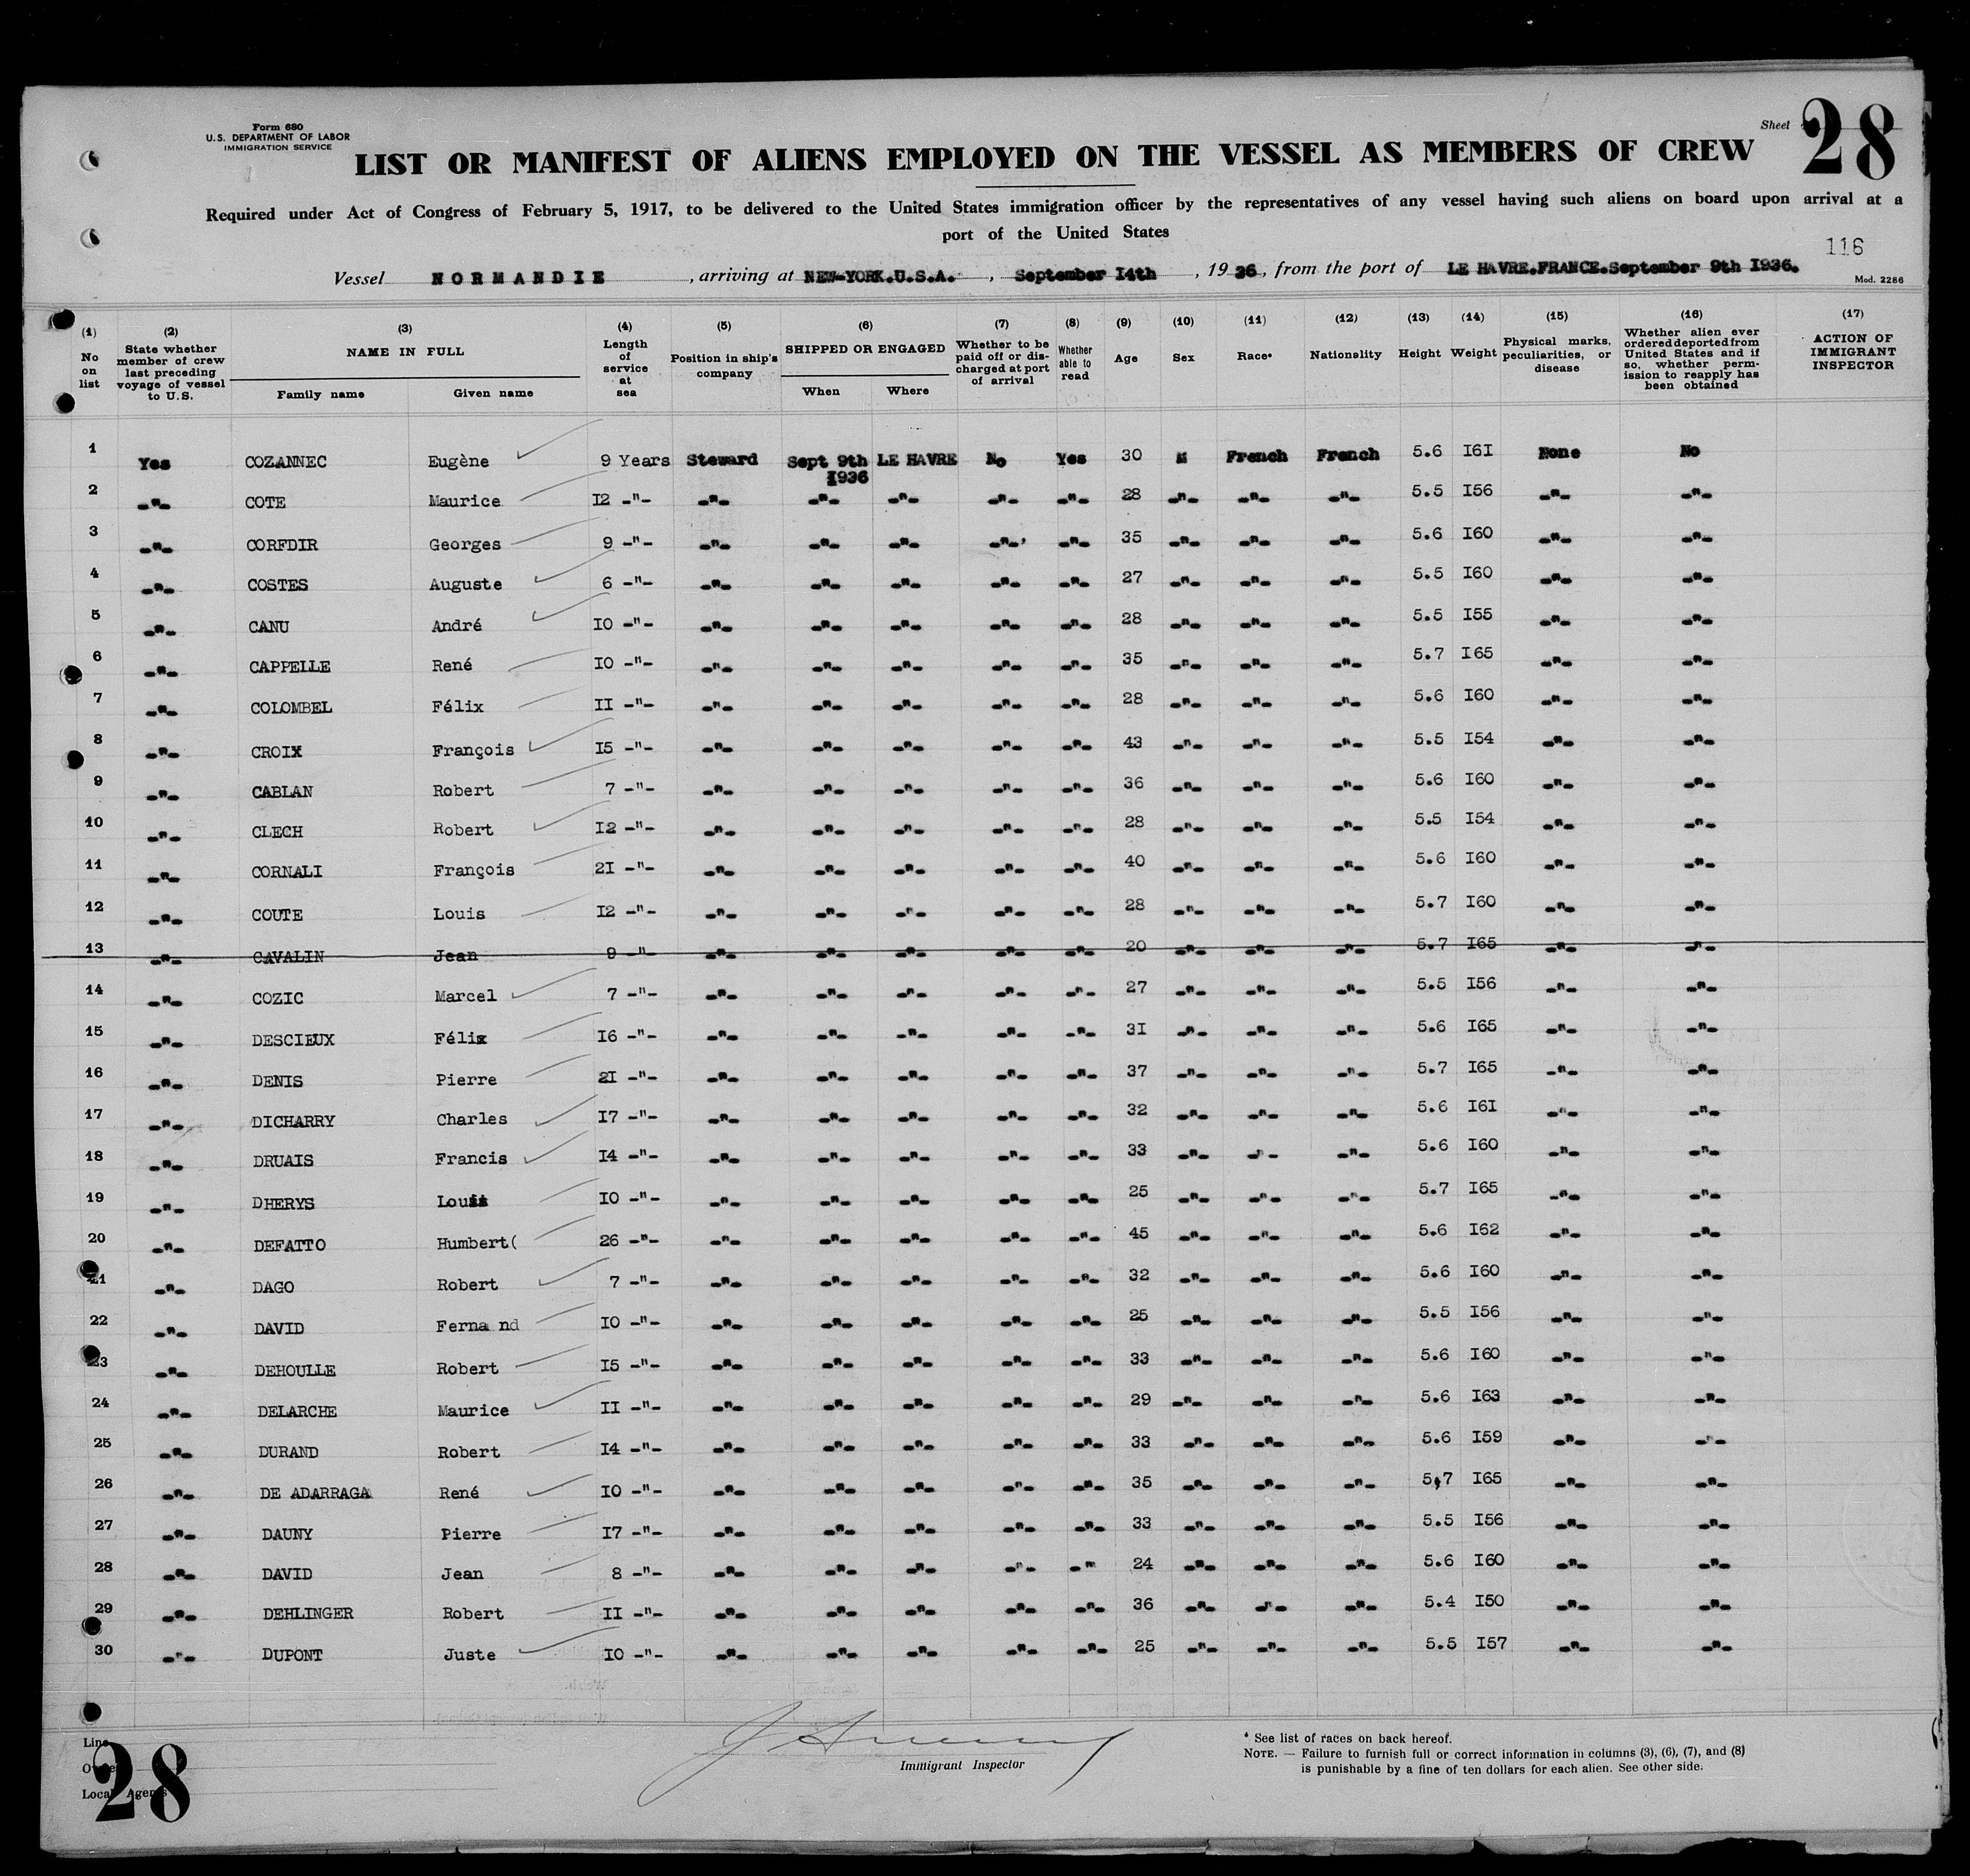 Form 680
U.S. DEPARTMENT OF LABOR
IMMIGRATION SERVICE
Sheet 28
LIST OR MANIFEST OF ALIENS EMPLOYED ON THE VESSEL AS MEMBERS OF CREW
Required under Act of Congress of February 5, 1917, to be delivered to the United States immigration officer by the representatives of any vessel having such aliens on board upon arrival at a
port of the United States
116
Vessel NORMANDIE, arriving at NEW-YORK.U.S.A., September I4th, 1936, from the port of LE HAVRE.FRANCE.September 9th I936.
Mod. 2286
(1) No on list
(2) State whether member of crew last preceding voyage of vessel to U.S.
(3) NAME IN FULL Family name Given name
(4) Length of service at sea
(5) Position in ship's company
(6) SHIPPED OR ENGAGED When Where
(7) Whether to be paid off or discharged at port of arrival
(8) Whether able to read
(9) Age
(10) Sex
(11) Race*
(12) Nationality
(13) Height
(14) Weight
(15) Physical marks, peculiarities, or disease
(16) Whether alien ever ordered deported from United States and if so, whether permission to reapply has been obtained
(17) ACTION OF IMMIGRANT INSPECTOR
1 Yes COZANNEC Eugène 9 Years Steward Sept 9th I936 LE HAVRE No Yes 30 M French French 5.6 I6I None No
2 -"- COTE Maurice I2 -"- -"- -"- -"- -"- -"- 28 -"- -"- -"- 5.5 I56 -"- -"-
3 -"- CORFDIR Georges 9 -"- -"- -"- -"- -"- -"- 35 -"- -"- -"- 5.6 I60 -"- -"-
4 -"- COSTES Auguste 6 -"- -"- -"- -"- -"- -"- 27 -"- -"- -"- 5.5 I60 -"- -"-
5 -"- CANU André I0 -"- -"- -"- -"- -"- -"- 28 -"- -"- -"- 5.5 I55 -"- -"-
6 -"- CAPPELLE René I0 -"- -"- -"- -"- -"- -"- 35 -"- -"- -"- 5.7 I65 -"- -"-
7 -"- COLOMBEL Félix II -"- -"- -"- -"- -"- -"- 28 -"- -"- -"- 5.6 I60 -"- -"-
8 -"- CROIX François I5 -"- -"- -"- -"- -"- -"- 43 -"- -"- -"- 5.5 I54 -"- -"-
9 -"- CABLAN Robert 7 -"- -"- -"- -"- -"- -"- 36 -"- -"- -"- 5.6 I60 -"- -"-
10 -"- CLECH Robert I2 -"- -"- -"- -"- -"- -"- 28 -"- -"- -"- 5.5 I54 -"- -"-
11 -"- CORNALI François 2I -"- -"- -"- -"- -"- -"- 40 -"- -"- -"- 5.6 I60 -"- -"-
12 -"- COUTE Louis I2 -"- -"- -"- -"- -"- -"- 28 -"- -"- -"- 5.7 I60 -"- -"-
13 -"- CAVALIN Jean 9 -"- -"- -"- -"- -"- -"- 20 -"- -"- -"- 5.7 I65 -"- -"-
14 -"- COZIC Marcel 7 -"- -"- -"- -"- -"- -"- 27 -"- -"- -"- 5.5 I56 -"- -"-
15 -"- DESCIEUX Félix I6 -"- -"- -"- -"- -"- -"- 3I -"- -"- -"- 5.6 I65 -"- -"-
16 -"- DENIS Pierre 2I -"- -"- -"- -"- -"- -"- 37 -"- -"- -"- 5.7 I65 -"- -"-
17 -"- DICHARRY Charles I7 -"- -"- -"- -"- -"- -"- 32 -"- -"- -"- 5.6 I6I -"- -"-
18 -"- DRUAIS Francis I4 -"- -"- -"- -"- -"- -"- 33 -"- -"- -"- 5.6 I60 -"- -"-
19 -"- DHERYS Louis I0 -"- -"- -"- -"- -"- -"- 25 -"- -"- -"- 5.7 I65 -"- -"-
20 -"- DEFATTO Humbert( 26 -"- -"- -"- -"- -"- -"- 45 -"- -"- -"- 5.6 I62 -"- -"-
21 -"- DAGO Robert 7 -"- -"- -"- -"- -"- -"- 32 -"- -"- -"- 5.6 I60 -"- -"-
22 -"- DAVID Ferna nd I0 -"- -"- -"- -"- -"- -"- 25 -"- -"- -"- 5.5 I56 -"- -"-
23 -"- DEHOULLE Robert I5 -"- -"- -"- -"- -"- -"- 33 -"- -"- -"- 5.6 I60 -"- -"-
24 -"- DELARCHE Maurice II -"- -"- -"- -"- -"- -"- 29 -"- -"- -"- 5.6 I63 -"- -"-
25 -"- DURAND Robert I4 -"- -"- -"- -"- -"- -"- 33 -"- -"- -"- 5.6 I59 -"- -"-
26 -"- DE ADARRAGA René I0 -"- -"- -"- -"- -"- -"- 35 -"- -"- -"- 5,7 I65 -"- -"-
27 -"- DAUNY Pierre I7 -"- -"- -"- -"- -"- -"- 33 -"- -"- -"- 5.5 I56 -"- -"-
28 -"- DAVID Jean 8 -"- -"- -"- -"- -"- -"- 24 -"- -"- -"- 5.6 I60 -"- -"-
29 -"- DEHLINGER Robert II -"- -"- -"- -"- -"- -"- 36 -"- -"- -"- 5.4 I50 -"- -"-
30 -"- DUPONT Juste I0 -"- -"- -"- -"- -"- -"- 25 -"- -"- -"- 5.5 I57 -"- -"-
Line
Owners
Local Agents
28
Immigrant Inspector
* See list of races on back hereof.
NOTE. — Failure to furnish full or correct information in columns (3), (6), (7), and (8)
is punishable by a fine of ten dollars for each alien. See other side.